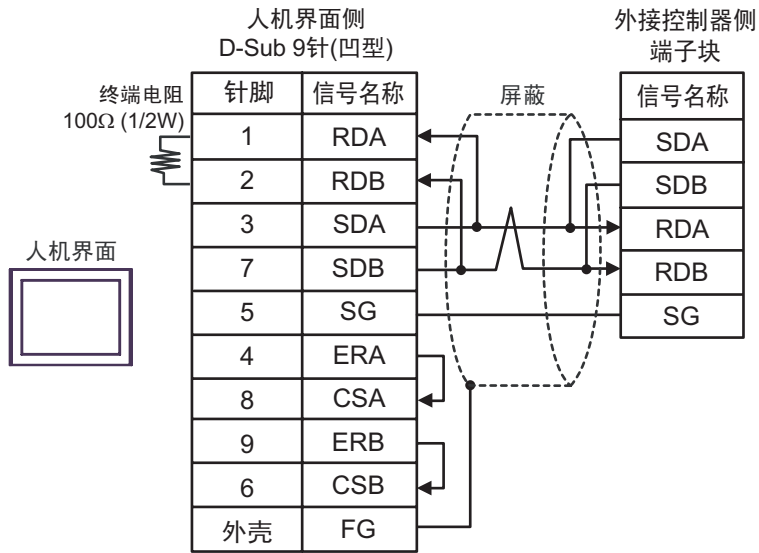 人机界面侧
D-Sub 9针(凹型)
外接控制器侧
端子块
终端电阻
100Ω (1/2W)
屏蔽
人机界面
针脚 信号名称
1 RDA
2 RDB
3 SDA
7 SDB
5 SG
4 ERA
8 CSA
9 ERB
6 CSB
外壳 FG
信号名称
SDA
SDB
RDA
RDB
SG